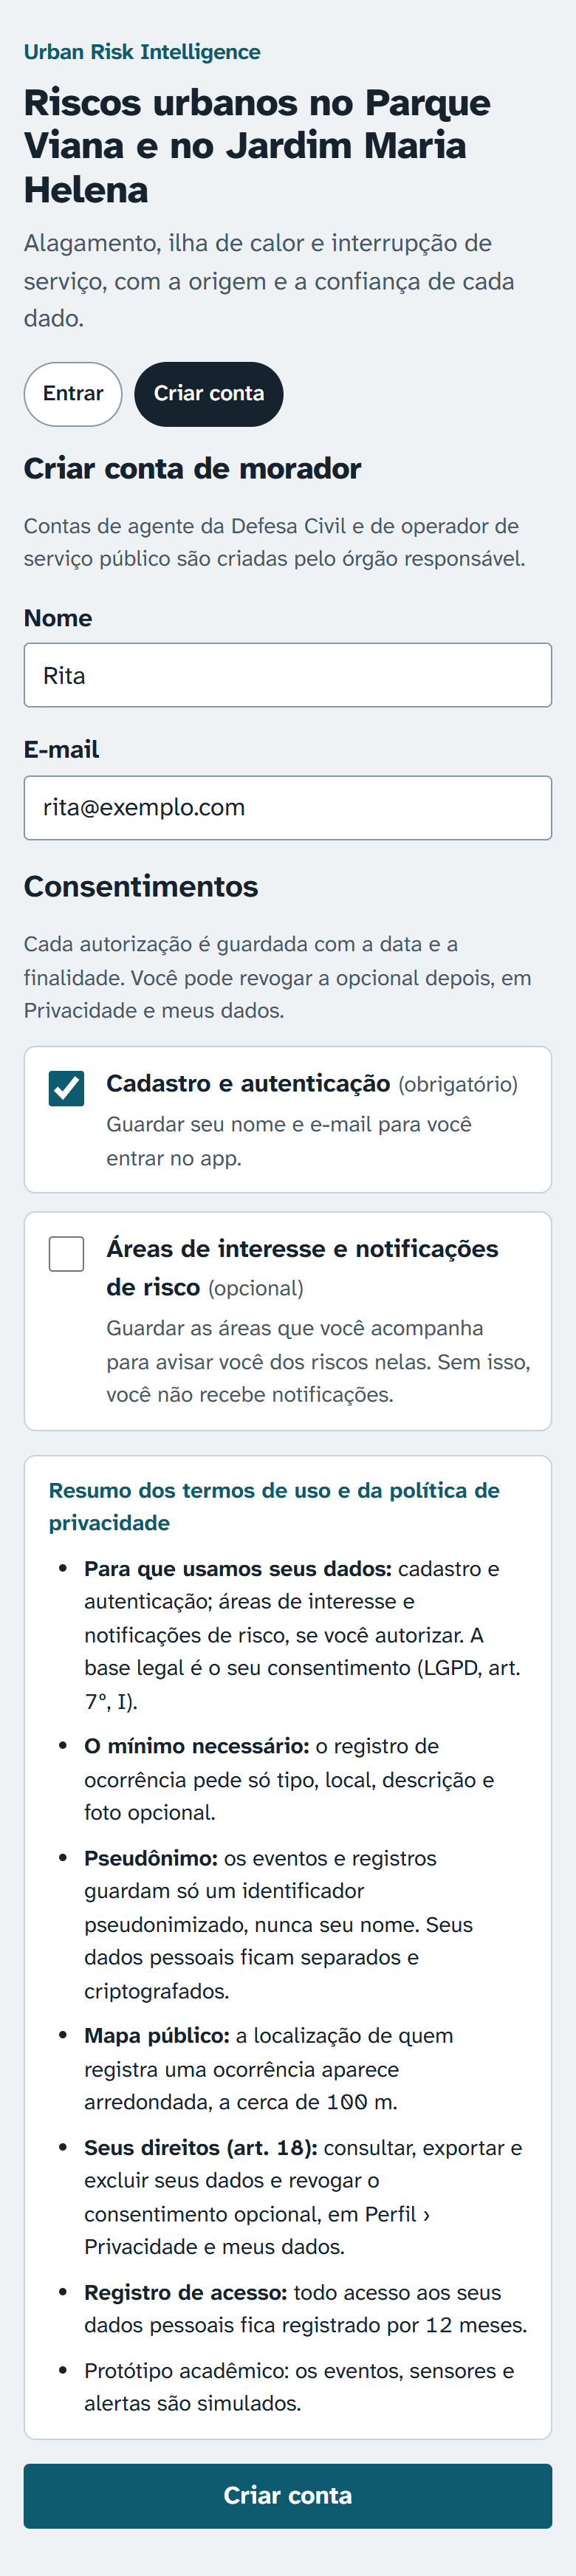 Urban Risk Intelligence
Riscos urbanos no Parque
Viana e no Jardim Maria
Helena
Alagamento, ilha de calor e interrupção de
serviço, com a origem e a confiança de cada
dado.
Entrar
Criar conta
Criar conta de morador
Contas de agente da Defesa Civil e de operador de
serviço público são criadas pelo órgão responsável.
Nome
Rita
E-mail
rita@exemplo.com
Consentimentos
Cada autorização é guardada com a data e a
finalidade. Você pode revogar a opcional depois, em
Privacidade e meus dados.
Cadastro e autenticação (obrigatório)
Guardar seu nome e e-mail para você
entrar no app.
Áreas de interesse e notificações
de risco (opcional)
Guardar as áreas que você acompanha
para avisar você dos riscos nelas. Sem isso,
você não recebe notificações.
Resumo dos termos de uso e da política de
privacidade
• Para que usamos seus dados: cadastro e
autenticação; áreas de interesse e
notificações de risco, se você autorizar. A
base legal é o seu consentimento (LGPD, art.
7º, I).
• O mínimo necessário: o registro de
ocorrência pede só tipo, local, descrição e
foto opcional.
• Pseudônimo: os eventos e registros
guardam só um identificador
pseudonimizado, nunca seu nome. Seus
dados pessoais ficam separados e
criptografados.
• Mapa público: a localização de quem
registra uma ocorrência aparece
arredondada, a cerca de 100 m.
• Seus direitos (art. 18): consultar, exportar e
excluir seus dados e revogar o
consentimento opcional, em Perfil ›
Privacidade e meus dados.
• Registro de acesso: todo acesso aos seus
dados pessoais fica registrado por 12 meses.
• Protótipo acadêmico: os eventos, sensores e
alertas são simulados.
Criar conta